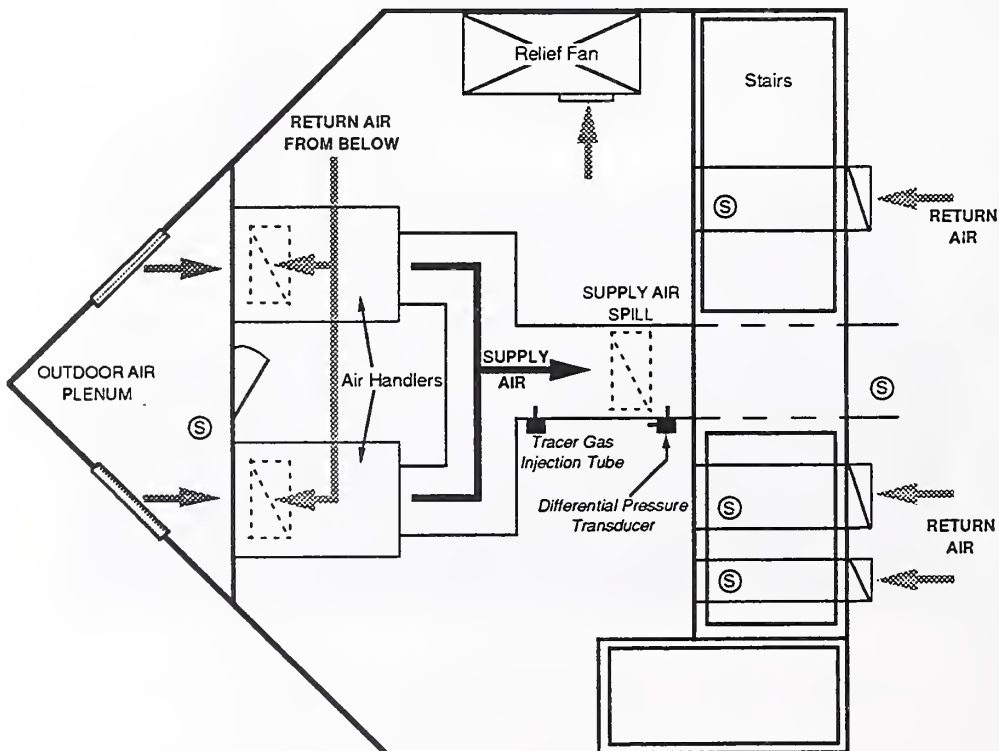 Relief Fan
Stairs
RETURN AIR
FROM BELOW
S
RETURN
AIR
SUPPLY AIR
SPILL
OUTDOOR AIR
PLENUM
Air Handlers
SUPPLY
AIR
S
S
Tracer Gas
Injection Tube
Differential Pressure
Transducer
S
RETURN
AIR
S